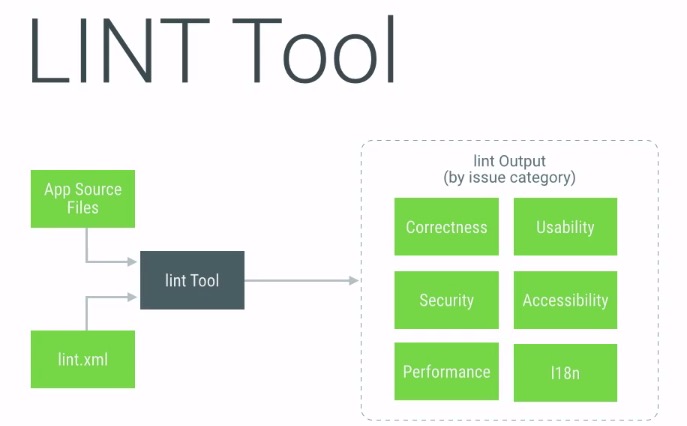 LINT Tool
lint Output
(by issue category)
App Source
Files
Correctness
Usability
lint Tool
Security
Accessibility
lint.xml
Performance
I18n